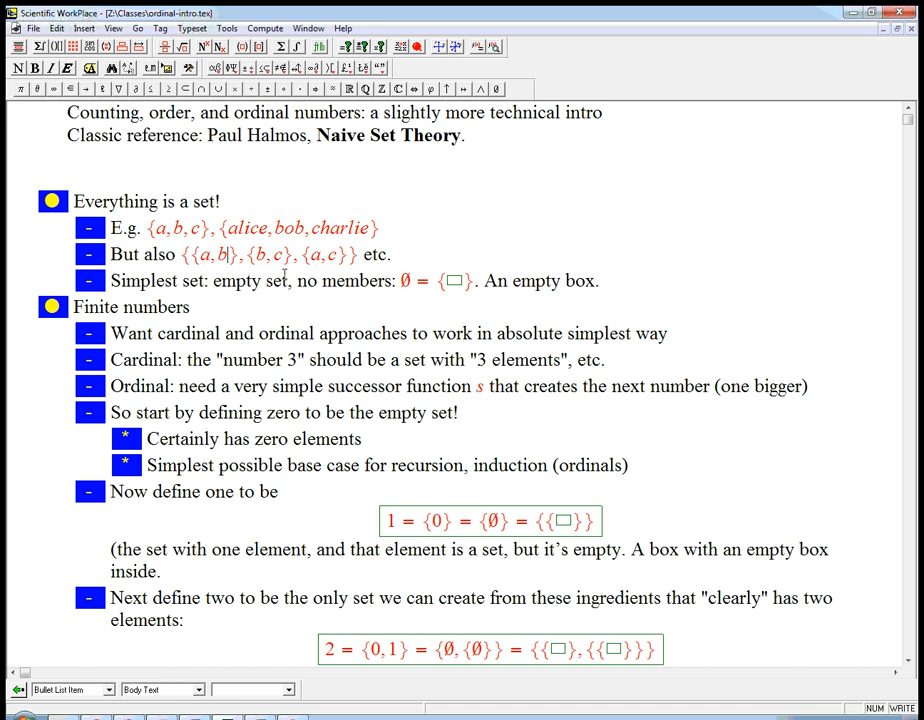 Scientific WorkPlace - [Z:\Classes\ordinal-intro.tex]
File Edit Insert View Go Tag Typeset Tools Compute Window Help
Counting, order, and ordinal numbers: a slightly more technical intro
Classic reference: Paul Halmos, Naive Set Theory.
Everything is a set!
- E.g. {a,b,c}, {alice,bob,charlie}
- But also {{a,b},{b,c},{a,c}} etc.
- Simplest set: empty set, no members: ∅ = {□}. An empty box.
Finite numbers
- Want cardinal and ordinal approaches to work in absolute simplest way
- Cardinal: the "number 3" should be a set with "3 elements", etc.
- Ordinal: need a very simple successor function s that creates the next number (one bigger)
- So start by defining zero to be the empty set!
* Certainly has zero elements
* Simplest possible base case for recursion, induction (ordinals)
- Now define one to be
1 = {0} = {∅} = {{□}}
(the set with one element, and that element is a set, but it's empty. A box with an empty box
inside.
- Next define two to be the only set we can create from these ingredients that "clearly" has two
elements:
2 = {0,1} = {∅,{∅}} = {{□},{{□}}}
Bullet List Item Body Text
NUM WRITE